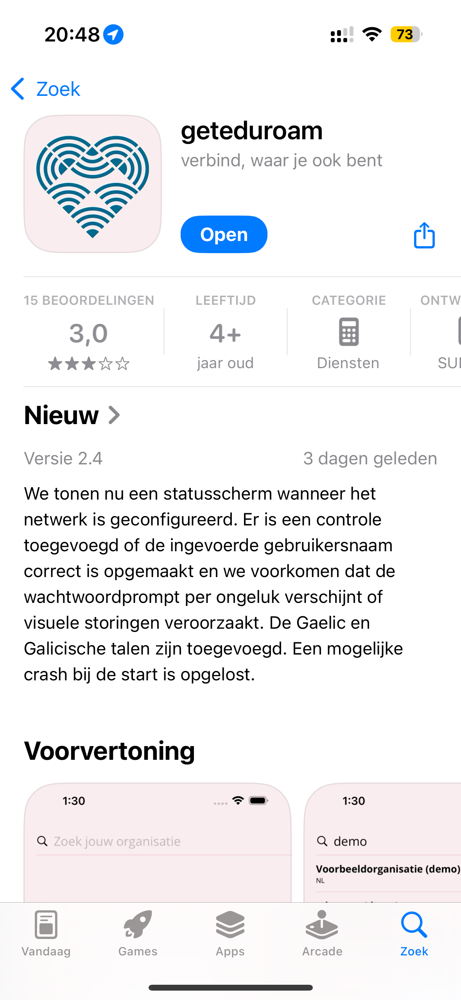 20:48
73
Zoek
geteduroam
verbind, waar je ook bent
Open
15 BEOORDELINGEN
3,0
LEEFTIJD
4+
jaar oud
CATEGORIE
Diensten
Nieuw
Versie 2.4
3 dagen geleden
We tonen nu een statusscherm wanneer het
netwerk is geconfigureerd. Er is een controle
toegevoegd of de ingevoerde gebruikersnaam
correct is opgemaakt en we voorkomen dat de
wachtwoordprompt per ongeluk verschijnt of
visuele storingen veroorzaakt. De Gaelic en
Galicische talen zijn toegevoegd. Een mogelijke
crash bij de start is opgelost.
Voorvertoning
1:30
Zoek jouw organisatie
1:30
demo
Voorbeeldorganisatie (demo)
NL
Vandaag
Games
Apps
Arcade
Zoek